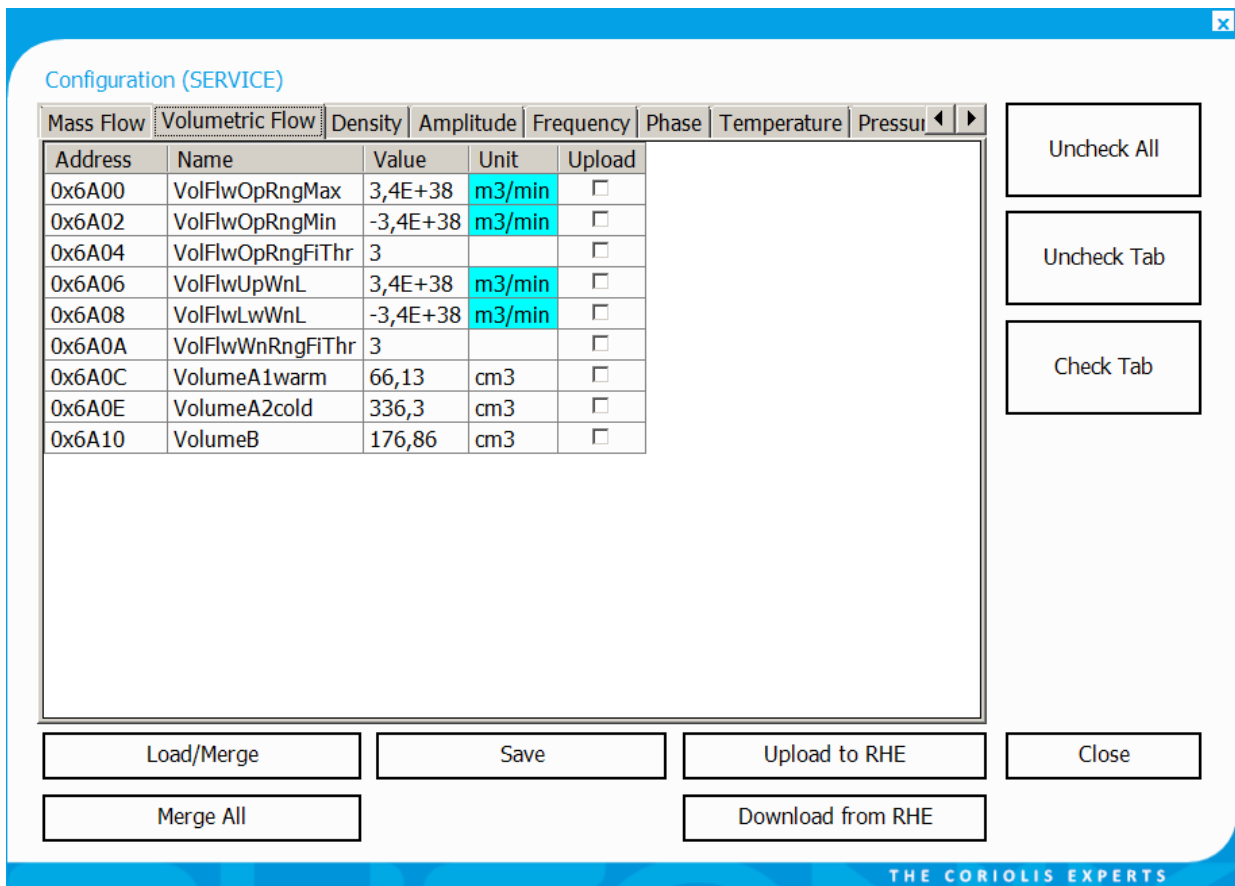 x
Configuration (SERVICE)
Mass Flow Volumetric Flow Density Amplitude Frequency Phase Temperature Pressur
Address Name Value Unit Upload
0x6A00 VolFlwOpRngMax 3,4E+38 m3/min
0x6A02 VolFlwOpRngMin -3,4E+38 m3/min
0x6A04 VolFlwOpRngFiThr 3
0x6A06 VolFlwUpWnL 3,4E+38 m3/min
0x6A08 VolFlwLwWnL -3,4E+38 m3/min
0x6A0A VolFlwWnRngFiThr 3
0x6A0C VolumeA1warm 66,13 cm3
0x6A0E VolumeA2cold 336,3 cm3
0x6A10 VolumeB 176,86 cm3
Uncheck All
Uncheck Tab
Check Tab
Load/Merge Save Upload to RHE Close
Merge All Download from RHE
THE CORIOLIS EXPERTS